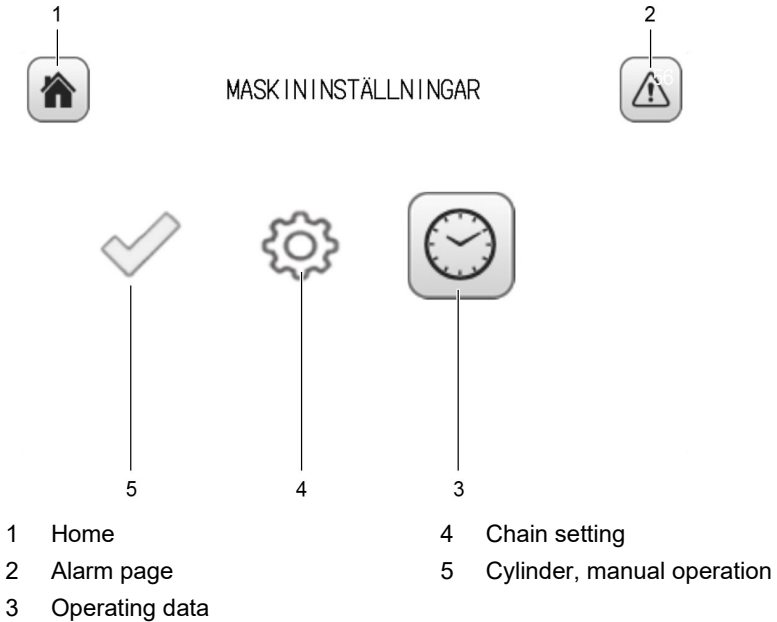 1 2
MASKININSTÄLLNINGAR
5 4 3
1 Home
2 Alarm page
3 Operating data
4 Chain setting
5 Cylinder, manual operation